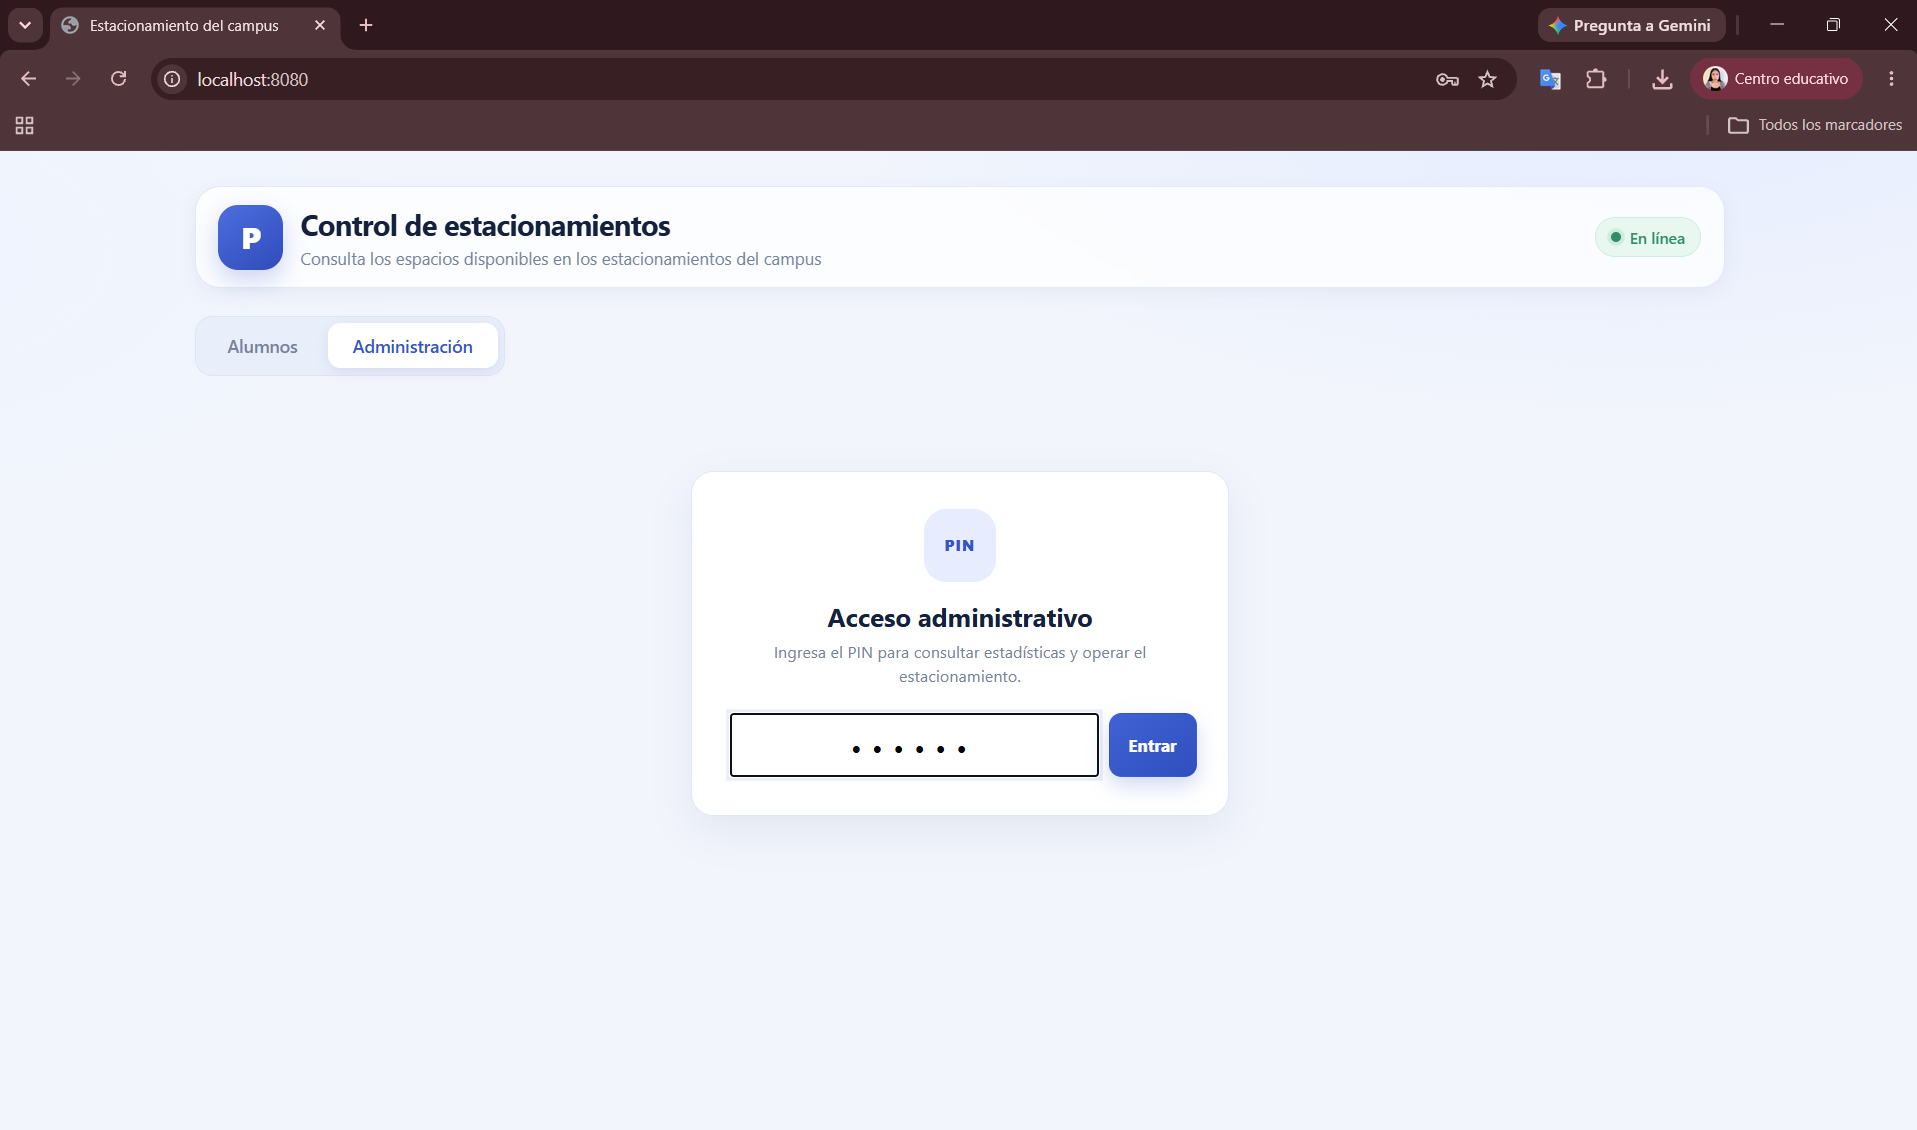 Estacionamiento del campus
Pregunta a Gemini
localhost:8080
Centro educativo
Todos los marcadores
P
Control de estacionamientos
Consulta los espacios disponibles en los estacionamientos del campus
En línea
Alumnos
Administración
PIN
Acceso administrativo
Ingresa el PIN para consultar estadísticas y operar el
estacionamiento.
••••••
Entrar